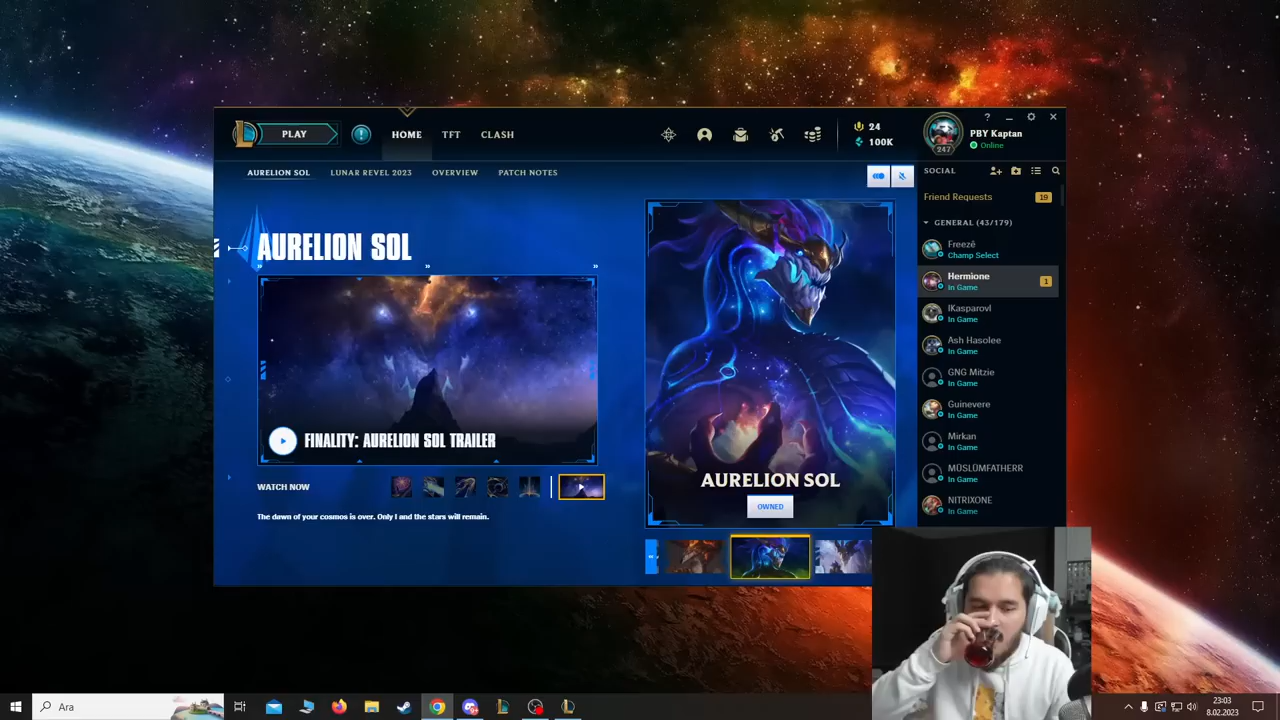 PLAY
HOME
TFT
CLASH
24
100K
247
PBY Kaptan
Online
AURELION SOL
LUNAR REVEL 2023
OVERVIEW
PATCH NOTES
SOCIAL
Friend Requests
19
GENERAL (43/179)
Freezé
Champ Select
Hermione
In Game
1
IKasparovI
In Game
Ash Hasolee
In Game
GNG Mitzie
In Game
Guinevere
In Game
Mirkan
In Game
MÜSLÜMFATHERR
In Game
NITRIXONE
In Game
AURELION SOL
FINALITY: AURELION SOL TRAILER
WATCH NOW
The dawn of your cosmos is over. Only I and the stars will remain.
AURELION SOL
OWNED
Ara
23:03
8.02.2023